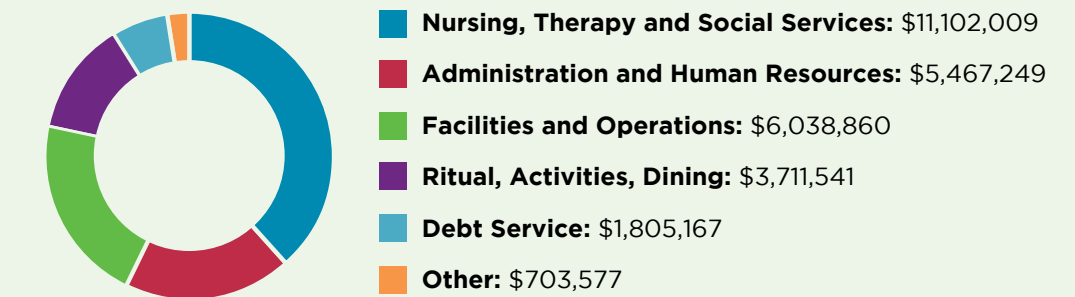 Nursing, Therapy and Social Services: $11,102,009
Administration and Human Resources: $5,467,249
Facilities and Operations: $6,038,860
Ritual, Activities, Dining: $3,711,541
Debt Service: $1,805,167
Other: $703,577